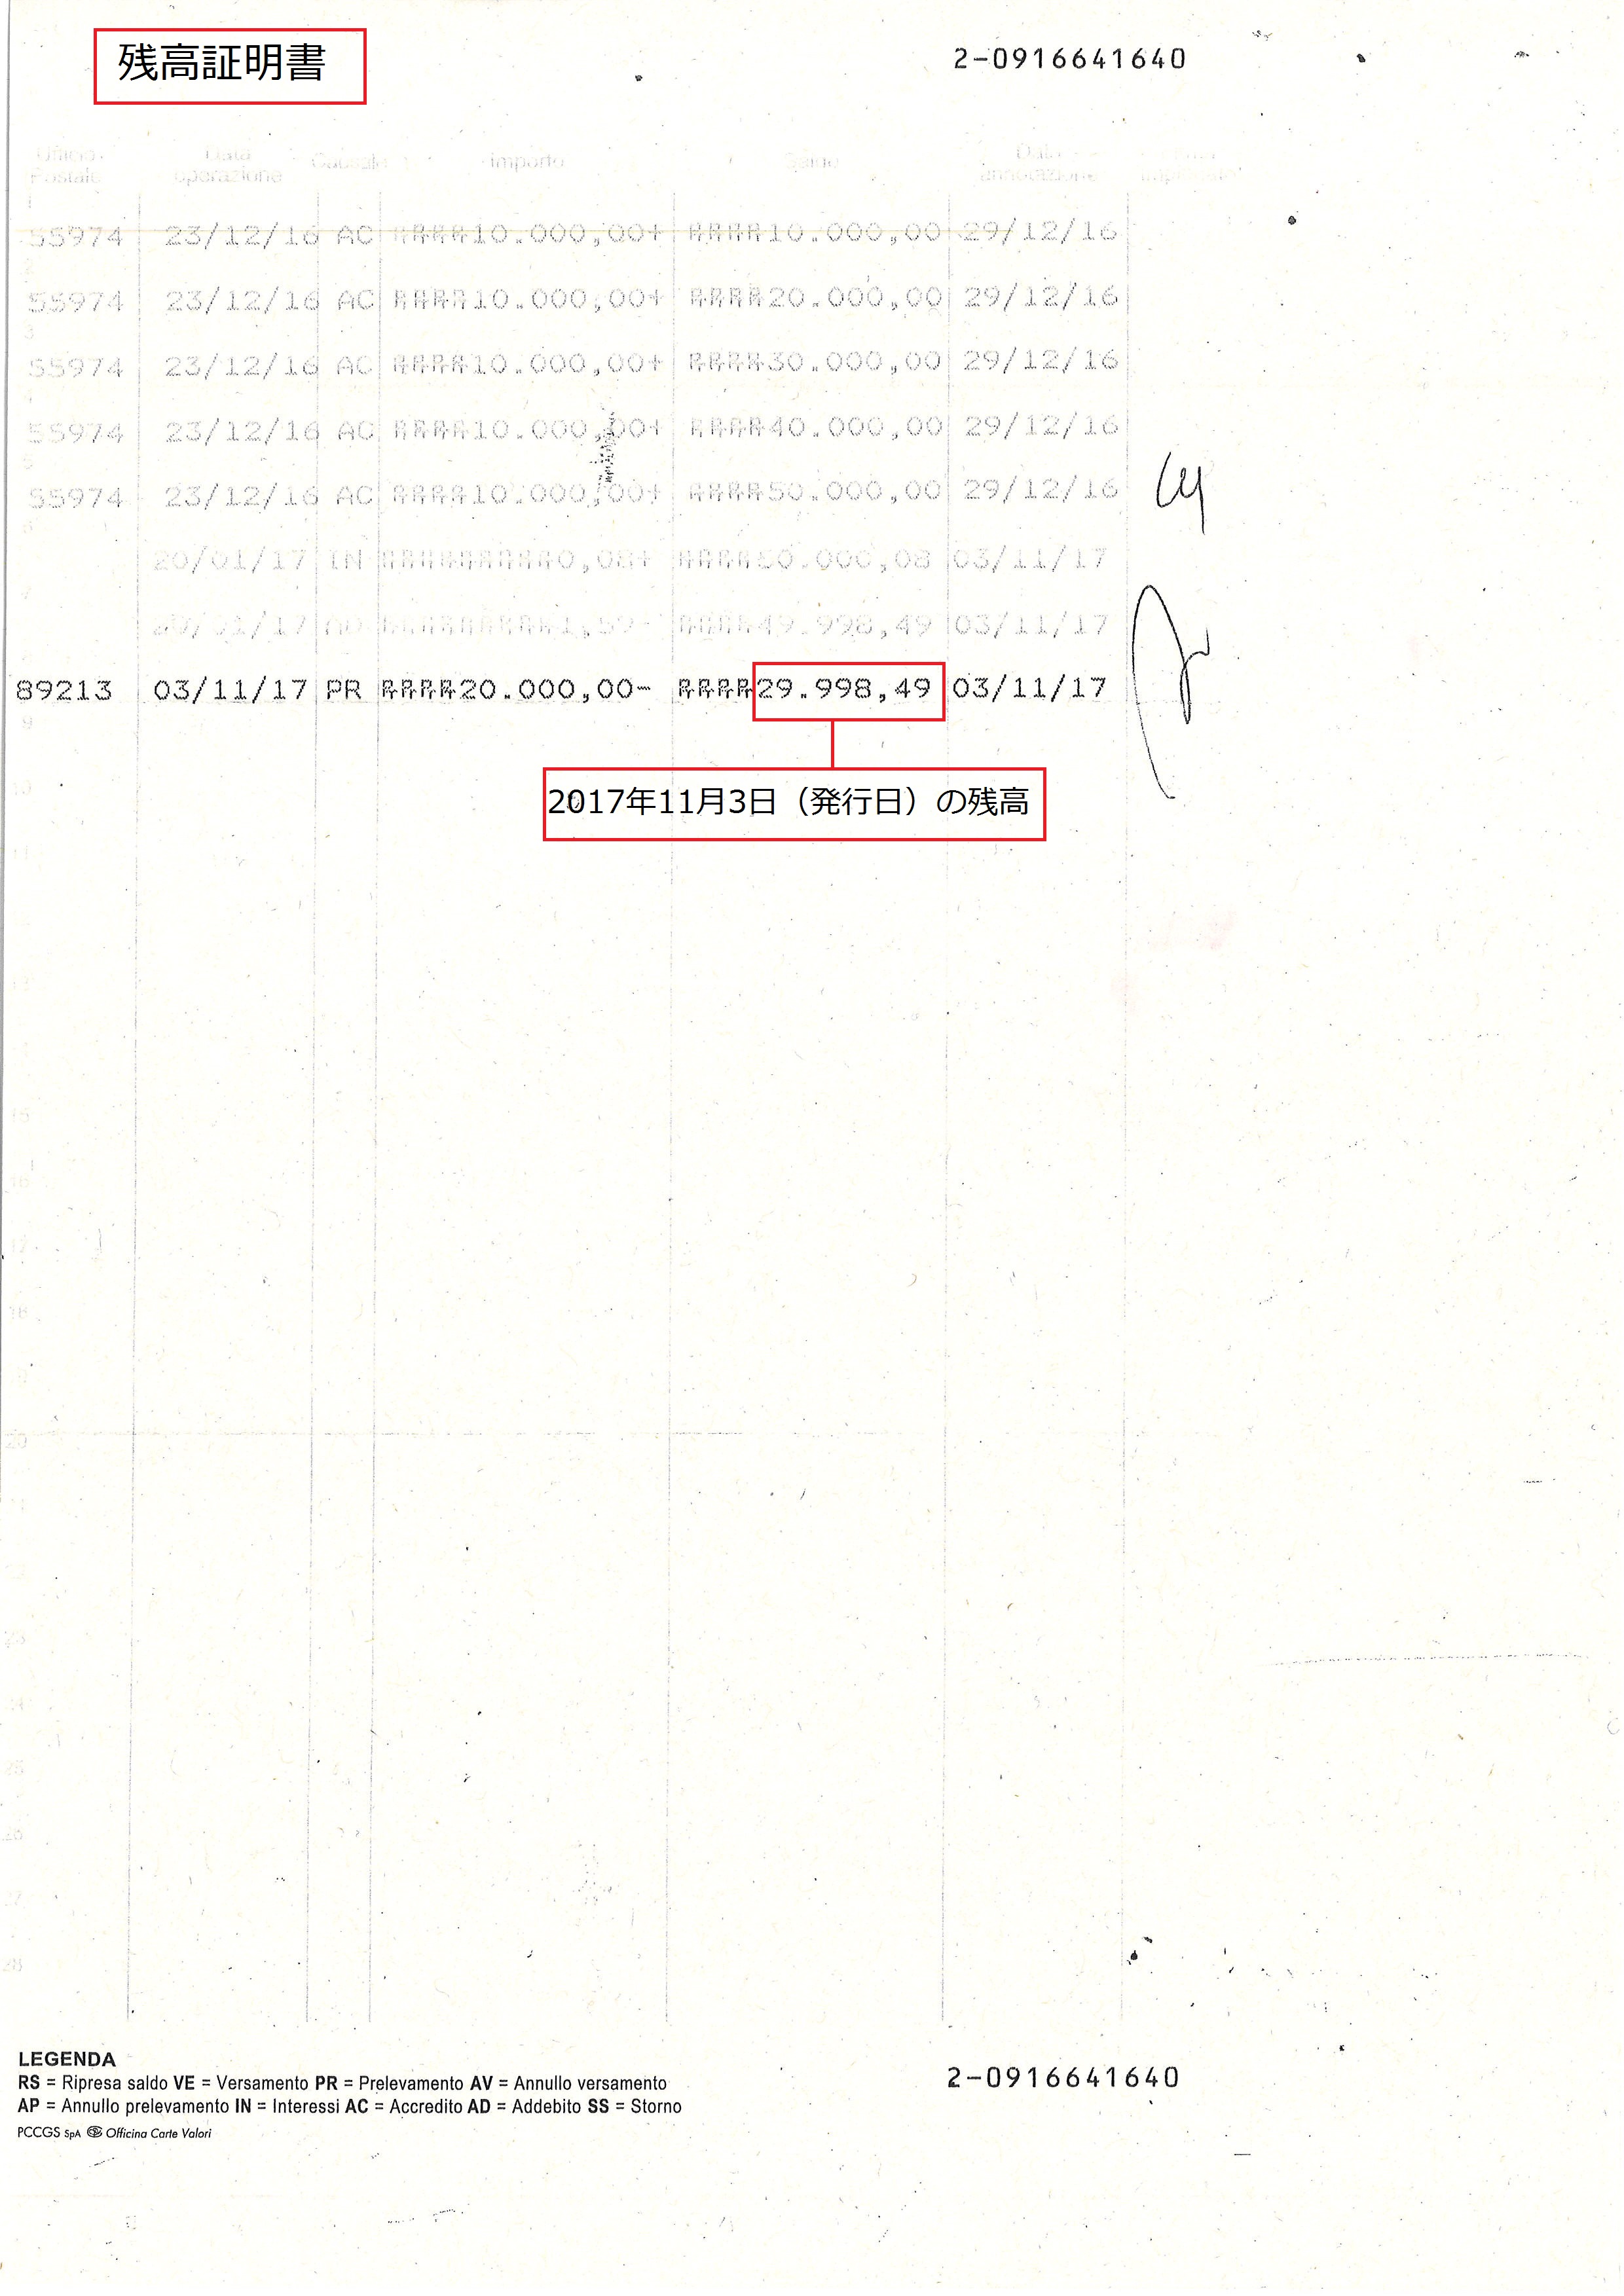 残高証明書
2-0916641640
Ufficio Data Causale importo Saldo Data
Postale operazione annotazione
55974 23/12/16 AC 10.000,00+ 10.000,00 29/12/16
55974 23/12/16 AC 10.000,00+ 20.000,00 29/12/16
55974 23/12/16 AC 10.000,00+ 30.000,00 29/12/16
55974 23/12/16 AC 10.000,00+ 40.000,00 29/12/16
55974 23/12/16 AC 10.000,00+ 50.000,00 29/12/16
20/01/17 IN 0,08+ 50.000,08 03/11/17
49.998,49 03/11/17
89213 03/11/17 PR 20.000,00- 29.998,49 03/11/17
2017年11月3日（発行日）の残高
LEGENDA
RS = Ripresa saldo VE = Versamento PR = Prelevamento AV = Annullo versamento
AP = Annullo prelevamento IN = Interessi AC = Accredito AD = Addebito SS = Storno
PCCGS SpA Officina Carte Valori
2-0916641640